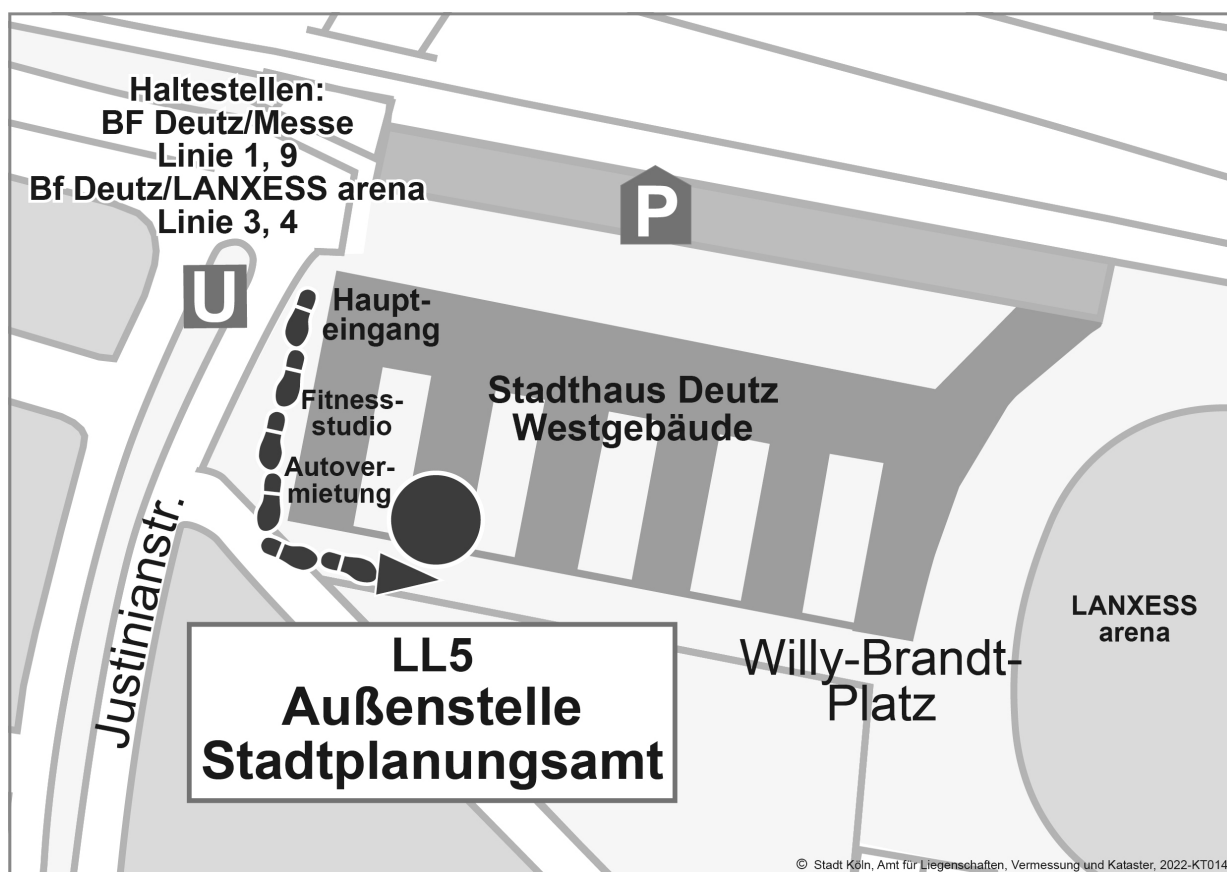 Haltestellen:
BF Deutz/Messe
Linie 1, 9
Bf Deutz/LANXESS arena
Linie 3, 4
P
U
Haupt-
eingang
Stadthaus Deutz
Westgebäude
Fitness-
studio
Autover-
mietung
Justinianstr.
LANXESS
arena
LL5
Außenstelle
Stadtplanungsamt
Willy-Brandt-
Platz
© Stadt Köln, Amt für Liegenschaften, Vermessung und Kataster, 2022-KT014